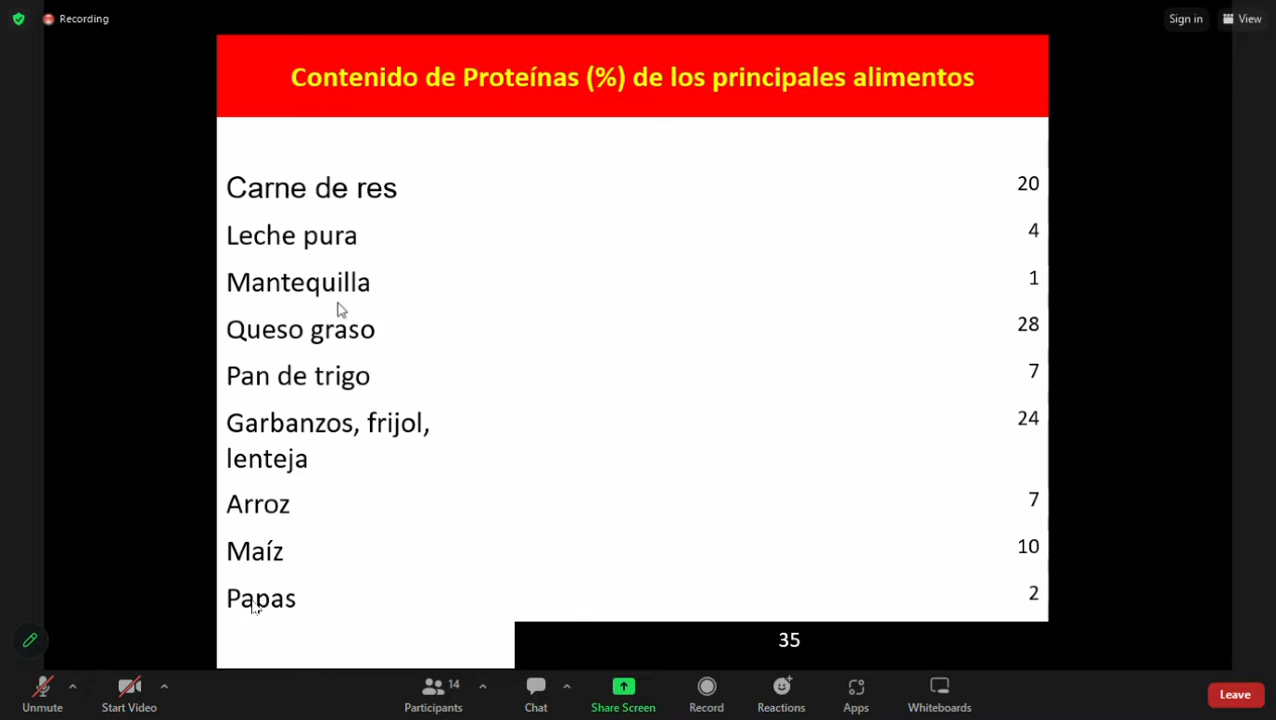 Recording
Sign in
View
Contenido de Proteínas (%) de los principales alimentos
Carne de res 20
Leche pura 4
Mantequilla 1
Queso graso 28
Pan de trigo 7
Garbanzos, frijol, 24
lenteja
Arroz 7
Maíz 10
Papas 2
35
14
Unmute
Start Video
Participants
Chat
Share Screen
Record
Reactions
Apps
Whiteboards
Leave